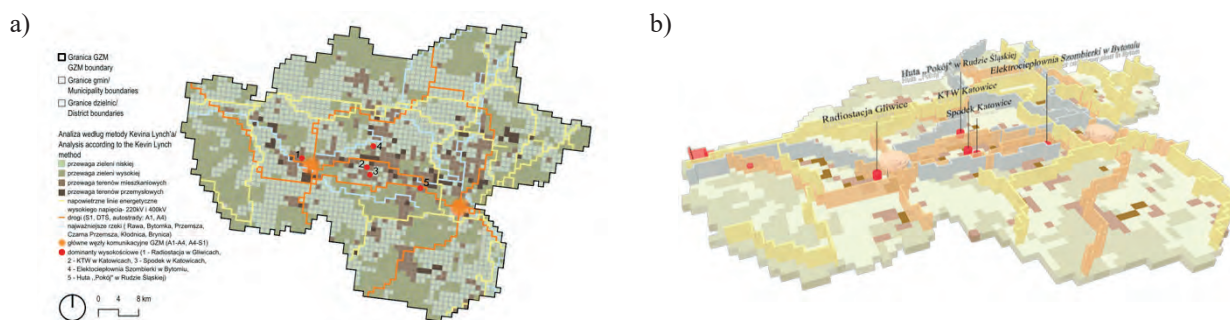 a)
Granica GZM
GZM boundary
Granice gmin/
Municipality boundaries
Granice dzielnic/
District boundaries
Analiza według metody Kevina Lynch'a/
Analysis according to the Kevin Lynch
method
przewaga zieleni niskiej
przewaga zieleni wysokiej
przewaga terenów mieszkaniowych
przewaga terenów przemysłowych
napowietrzne linie energetyczne
wysokiego napięcia- 220kV i 400kV
drogi (S1, DTŚ, autostrady: A1, A4)
najważniejsze rzeki ( Rawa, Bytomka, Przemsza,
Czarna Przemsza, Kłodnica, Brynica)
główne węzły komunikacyjne GZM (A1-A4, A4-S1)
dominanty wysokościowe (1 - Radiostacja w Gliwicach,
2 - KTW w Katowicach, 3 - Spodek w Katowicach,
4 - Elektrociepłownia Szombierki w Bytomiu,
5 - Huta „Pokój" w Rudzie Śląskiej)
0 4 8 km
1
2
3
4
5
b)
Huta „Pokój" w Rudzie Śląskiej
Elektrociepłownia Szombierki w Bytomiu
KTW Katowice
Radiostacja Gliwice
Spodek Katowice